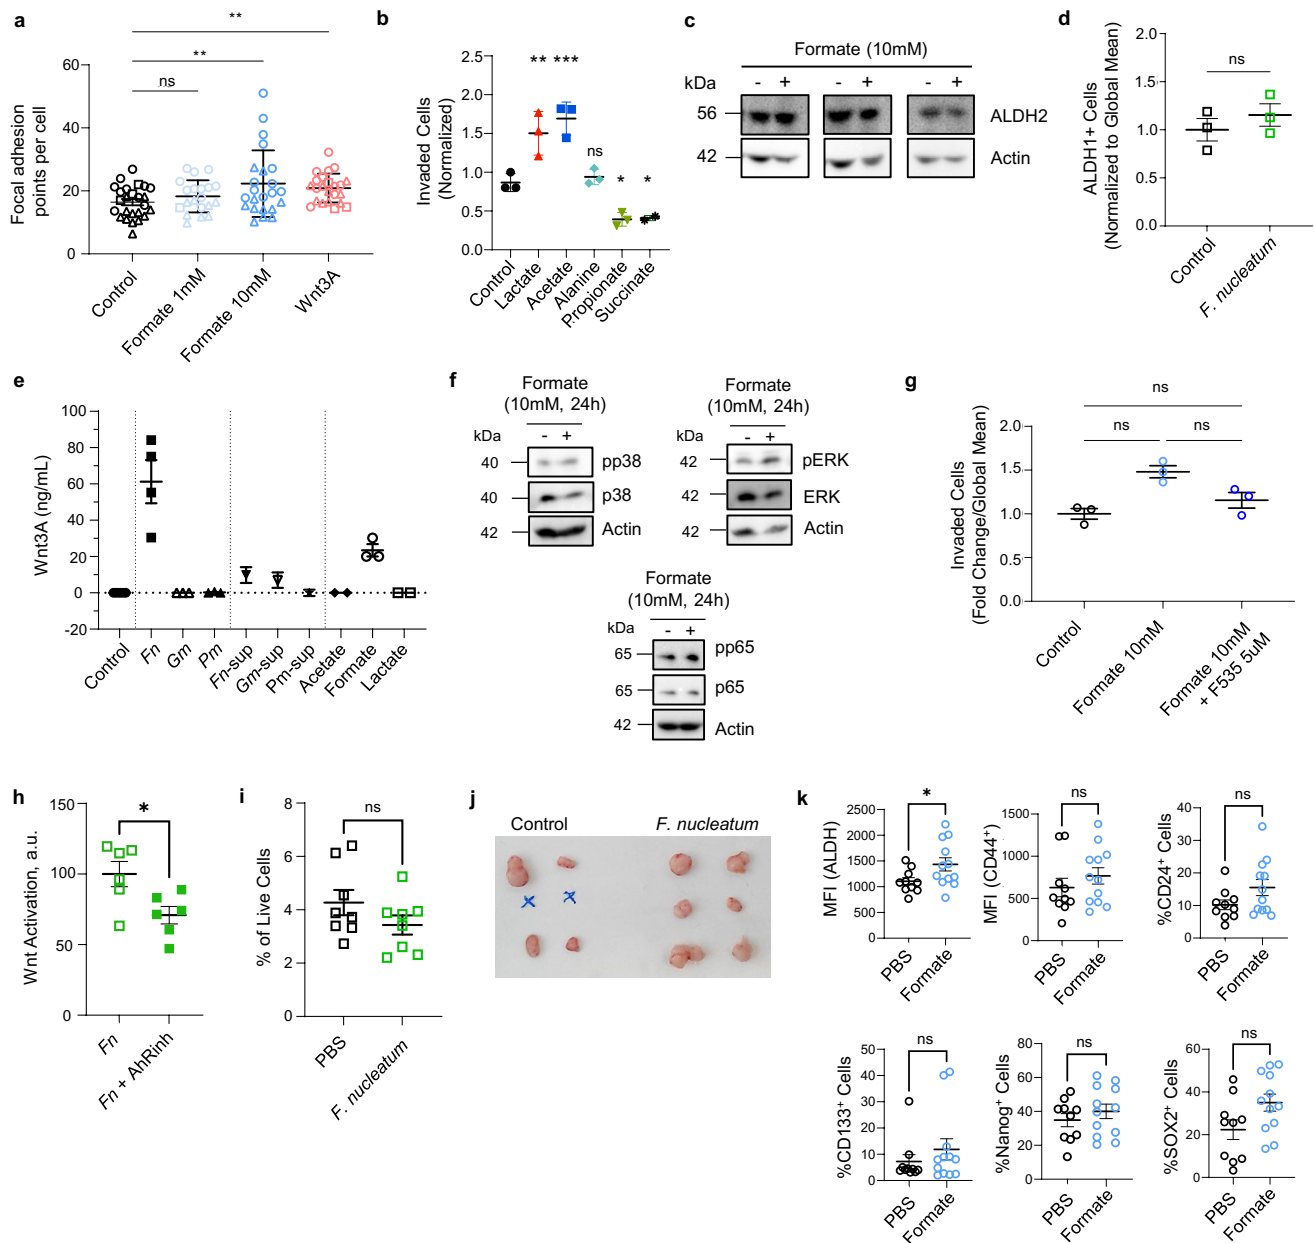 a
**
**
ns
60
40
20
0
Focal adhesion
points per cell
Control
Formate 1mM
Formate 10mM
Wnt3A
b
2.5
2.0
1.5
1.0
0.5
0.0
Invaded Cells
(Normalized)
** *** ns * *
Control
Lactate
Acetate
Alanine
Propionate
Succinate
c
Formate (10mM)
kDa - + - + - +
56 ALDH2
42 Actin
d
2.0
1.5
1.0
0.5
0.0
ALDH1+ Cells
(Normalized to Global Mean)
ns
Control
F. nucleatum
e
100
80
60
40
20
0
-20
Wnt3A (ng/mL)
Control
Fn
Gm
Pm
Fn-sup
Gm-sup
Pm-sup
Acetate
Formate
Lactate
f
Formate
(10mM, 24h)
kDa - +
40 pp38
40 p38
42 Actin
Formate
(10mM, 24h)
kDa - +
42 pERK
42 ERK
42 Actin
Formate
(10mM, 24h)
kDa - +
65 pp65
65 p65
42 Actin
g
ns
ns ns
2.0
1.5
1.0
0.5
0.0
Invaded Cells
(Fold Change/Global Mean)
Control
Formate 10mM
Formate 10mM
+ F535 5uM
h
150
100
50
0
Wnt Activation, a.u.
*
Fn
Fn + AhRinh
i
8
6
4
2
0
% of Live Cells
ns
PBS
F. nucleatum
j
Control F. nucleatum
k
2500
2000
1500
1000
500
0
MFI (ALDH)
*
PBS
Formate
1500
1000
500
0
MFI (CD44+)
ns
PBS
Formate
40
30
20
10
0
%CD24+ Cells
ns
PBS
Formate
50
40
30
20
10
0
%CD133+ Cells
ns
PBS
Formate
80
60
40
20
0
%Nanog+ Cells
ns
PBS
Formate
60
40
20
0
%SOX2+ Cells
ns
PBS
Formate